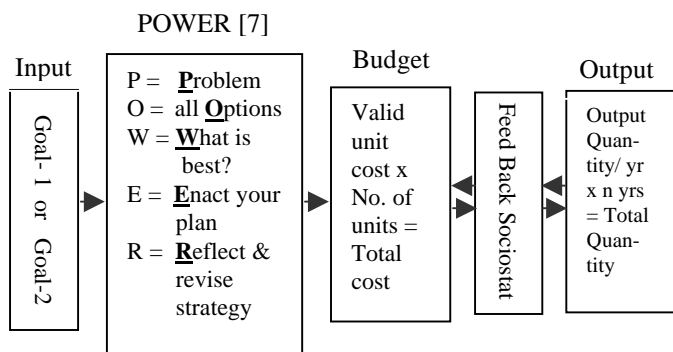 POWER [7]
Input
Budget
Output
Goal- 1 or Goal-2
P = Problem
O = all Options
W = What is
best?
E = Enact your
plan
R = Reflect &
revise
strategy
Valid
unit
cost x
No. of
units =
Total
cost
Feed Back Sociostat
Output
Quan-
tity/ yr
x n yrs
= Total
Quan-
tity